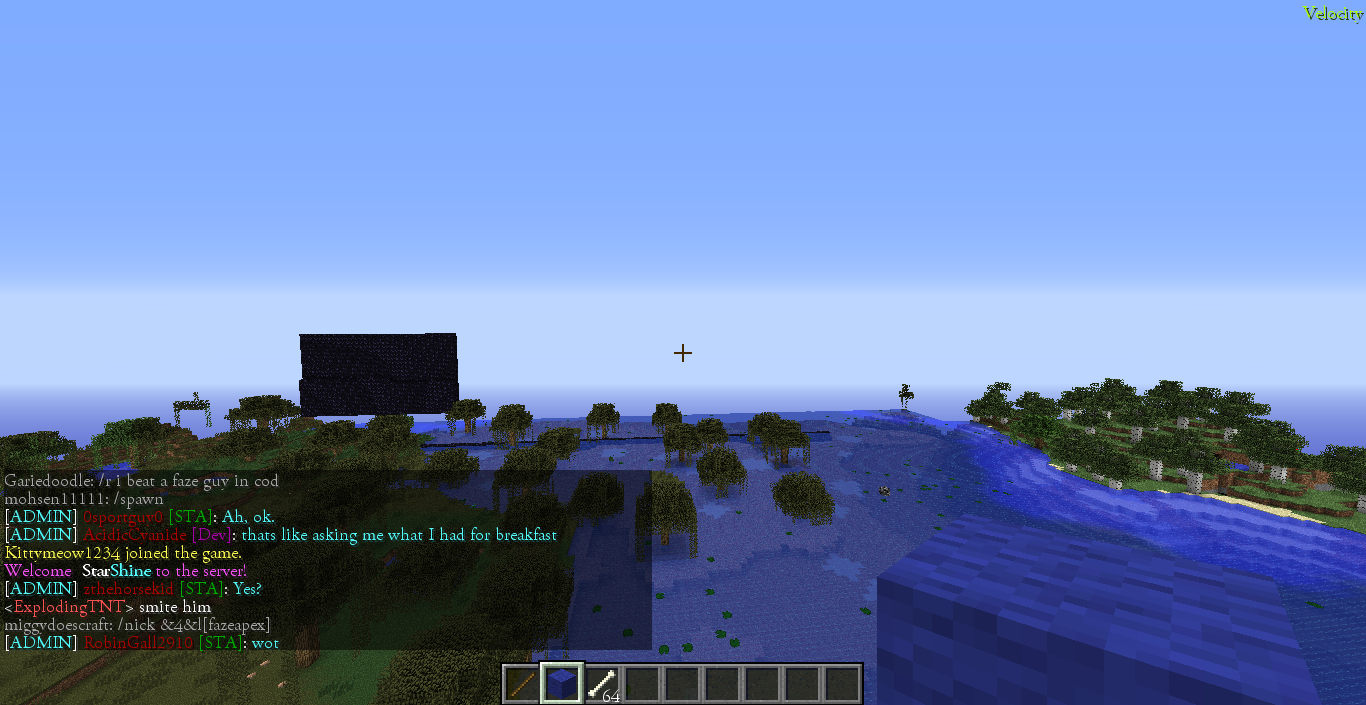 Velocity
Gariedoodle: /r i beat a faze guy in cod
mohsen11111: /spawn
[ADMIN] 0sportguy0 [STA]: Ah, ok.
[ADMIN] AcidicCyanide [Dev]: thats like asking me what I had for breakfast
Kittymeow1234 joined the game.
Welcome StarShine to the server!
[ADMIN] zthehorsekid [STA]: Yes?
<ExplodingTNT> smite him
miggydoescraft: /nick &4&l[fazeapex]
[ADMIN] RobinGall2910 [STA]: wot
64